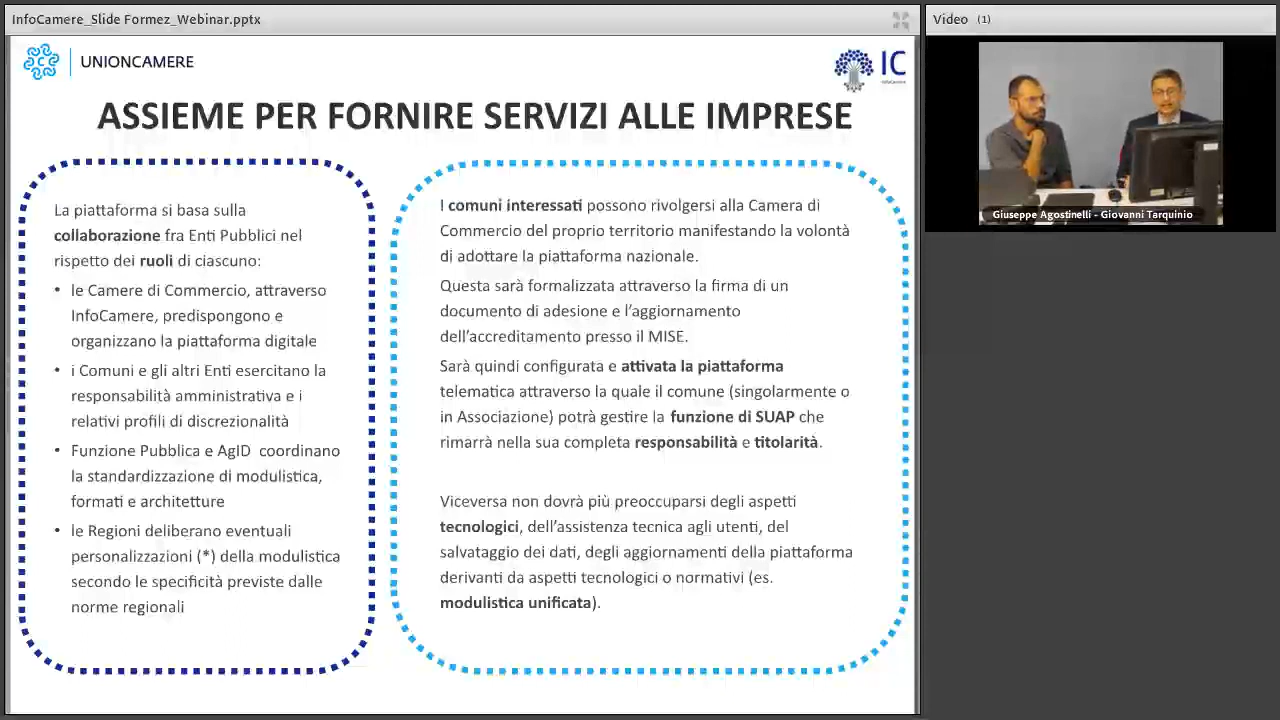 InfoCamere_Slide Formez_Webinar.pptx
Video (1)
UNIONCAMERE
IC
InfoCamere
ASSIEME PER FORNIRE SERVIZI ALLE IMPRESE
La piattaforma si basa sulla
collaborazione fra Enti Pubblici nel
rispetto dei ruoli di ciascuno:
• le Camere di Commercio, attraverso
InfoCamere, predispongono e
organizzano la piattaforma digitale
• i Comuni e gli altri Enti esercitano la
responsabilità amministrativa e i
relativi profili di discrezionalità
• Funzione Pubblica e AgID coordinano
la standardizzazione di modulistica,
formati e architetture
• le Regioni deliberano eventuali
personalizzazioni (*) della modulistica
secondo le specificità previste dalle
norme regionali
I comuni interessati possono rivolgersi alla Camera di
Commercio del proprio territorio manifestando la volontà
di adottare la piattaforma nazionale.
Questa sarà formalizzata attraverso la firma di un
documento di adesione e l'aggiornamento
dell'accreditamento presso il MISE.
Sarà quindi configurata e attivata la piattaforma
telematica attraverso la quale il comune (singolarmente o
in Associazione) potrà gestire la funzione di SUAP che
rimarrà nella sua completa responsabilità e titolarità.
Viceversa non dovrà più preoccuparsi degli aspetti
tecnologici, dell'assistenza tecnica agli utenti, del
salvataggio dei dati, degli aggiornamenti della piattaforma
derivanti da aspetti tecnologici o normativi (es.
modulistica unificata).
Giuseppe Agostinelli - Giovanni Tarquinio